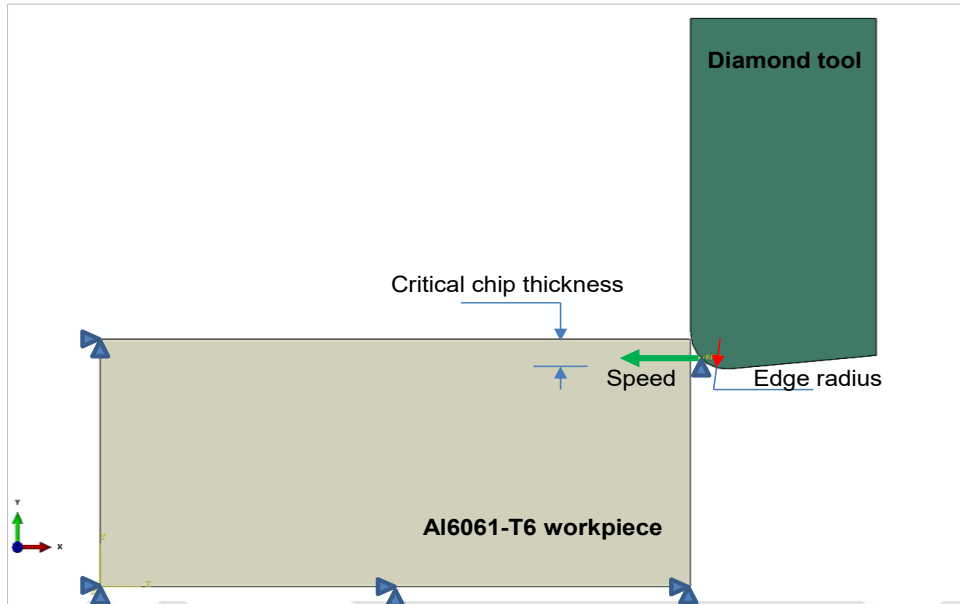 Diamond tool
Critical chip thickness
Speed
Edge radius
Al6061-T6 workpiece
Y
X